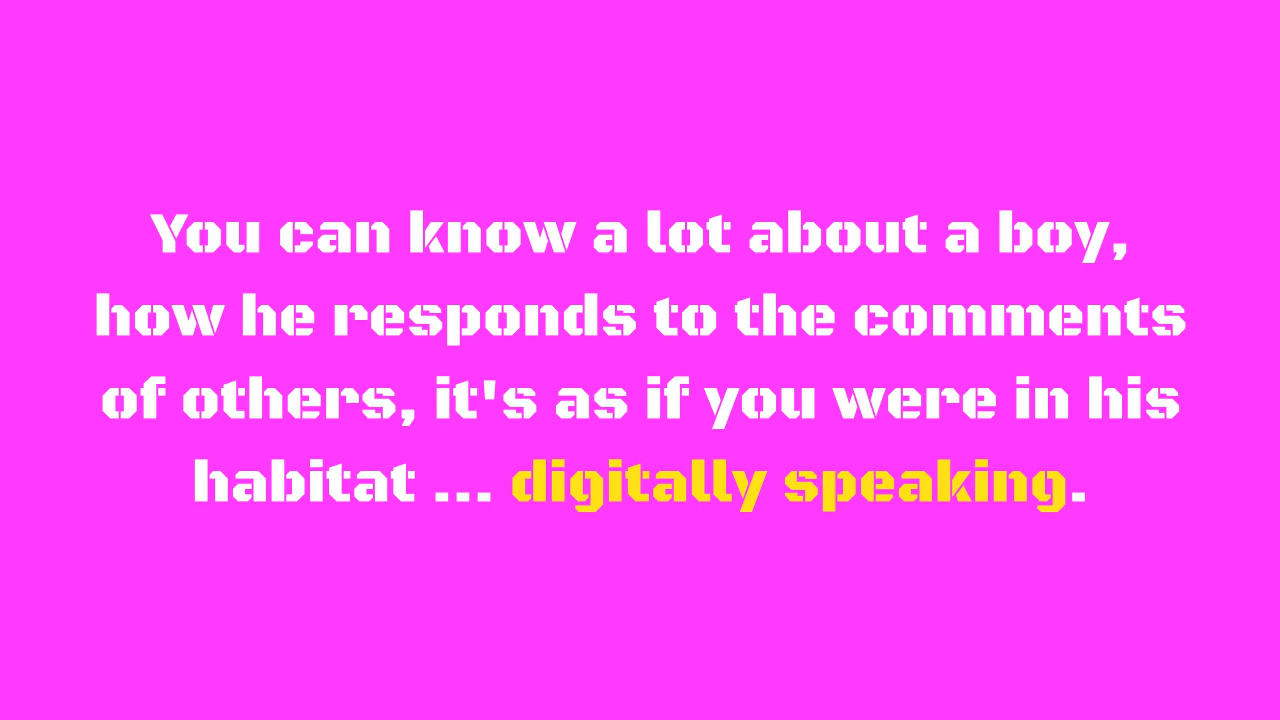 You can know a lot about a boy,
how he responds to the comments
of others, it's as if you were in his
habitat ... digitally speaking.